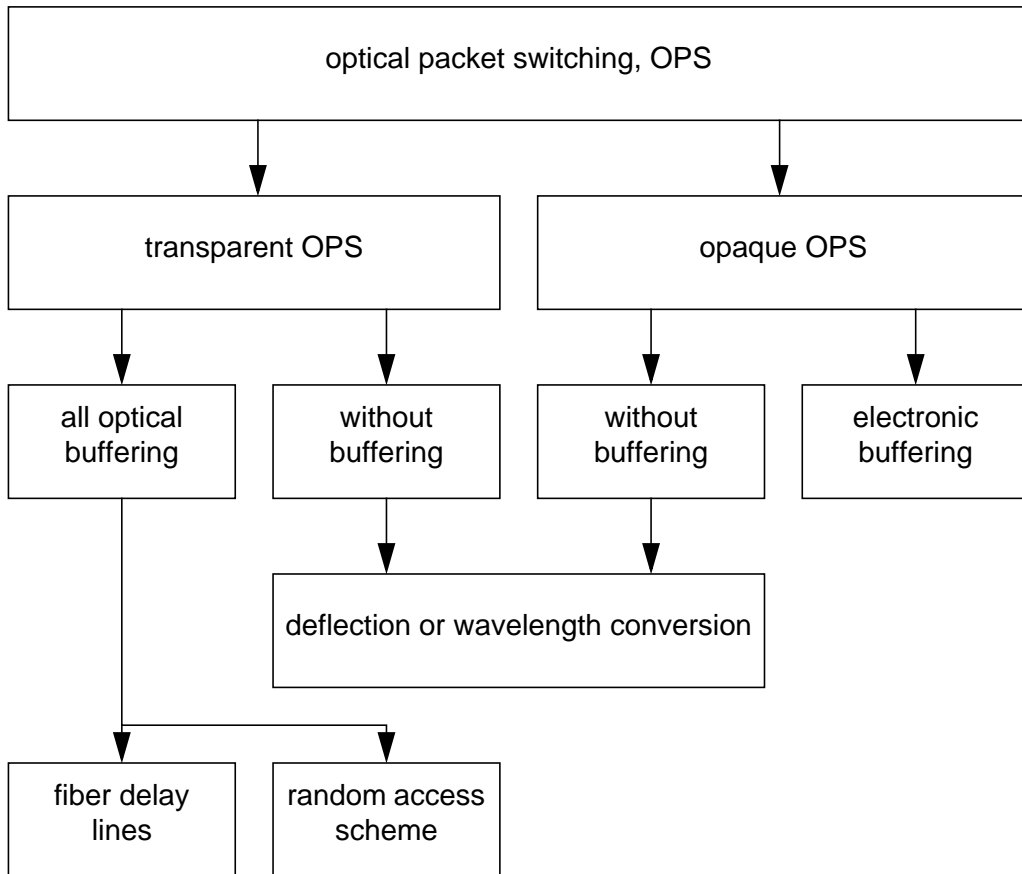 optical packet switching, OPS
transparent OPS
opaque OPS
all optical
buffering
without
buffering
without
buffering
electronic
buffering
deflection or wavelength conversion
fiber delay
lines
random access
scheme